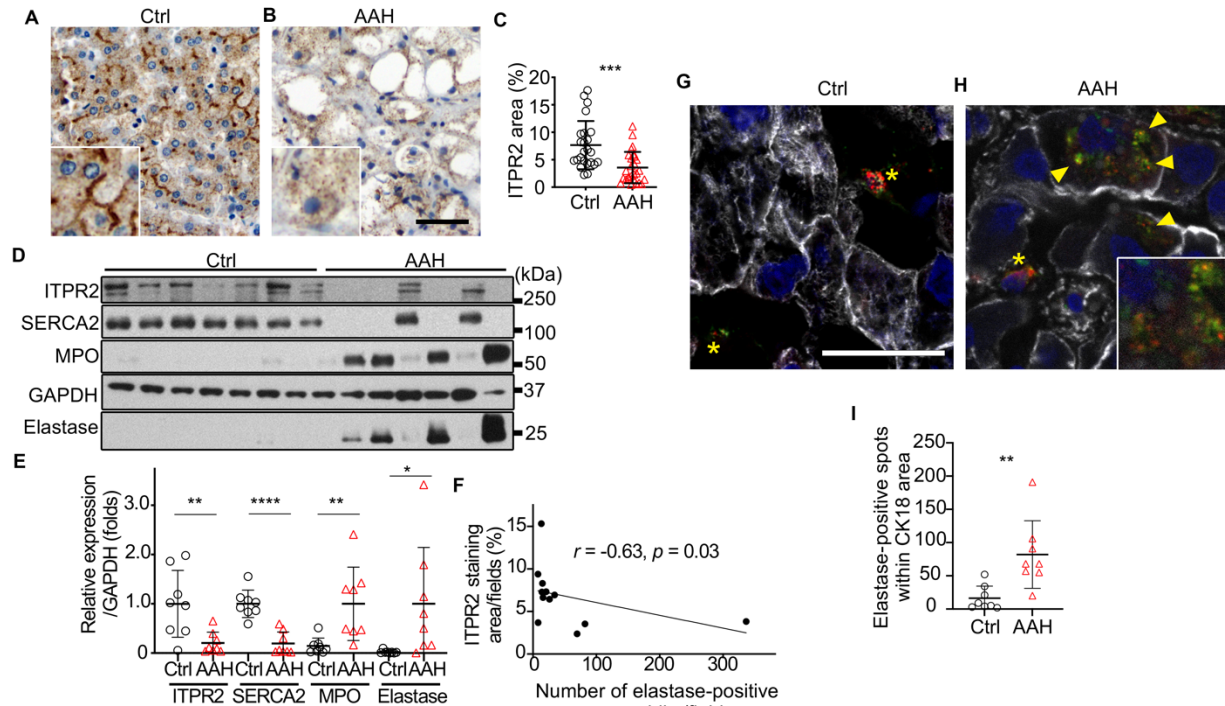 A Ctrl
B AAH
C
ITPR2 area (%)
20
15
10
5
0
***
Ctrl AAH
D
Ctrl AAH (kDa)
ITPR2 250
SERCA2 100
MPO 50
GAPDH 37
Elastase 25
E
Relative expression
/GAPDH (folds)
3.0
2.0
1.0
0
** **** ** *
Ctrl AAH Ctrl AAH Ctrl AAH Ctrl AAH
ITPR2 SERCA2 MPO Elastase
F
ITPR2 staining
area/fields (%)
15
10
5
0
r = -0.63, p = 0.03
0 100 200 300
Number of elastase-positive
G Ctrl
*
*
H AAH
*
I
Elastase-positive spots
within CK18 area
250
200
150
100
50
0
**
Ctrl AAH